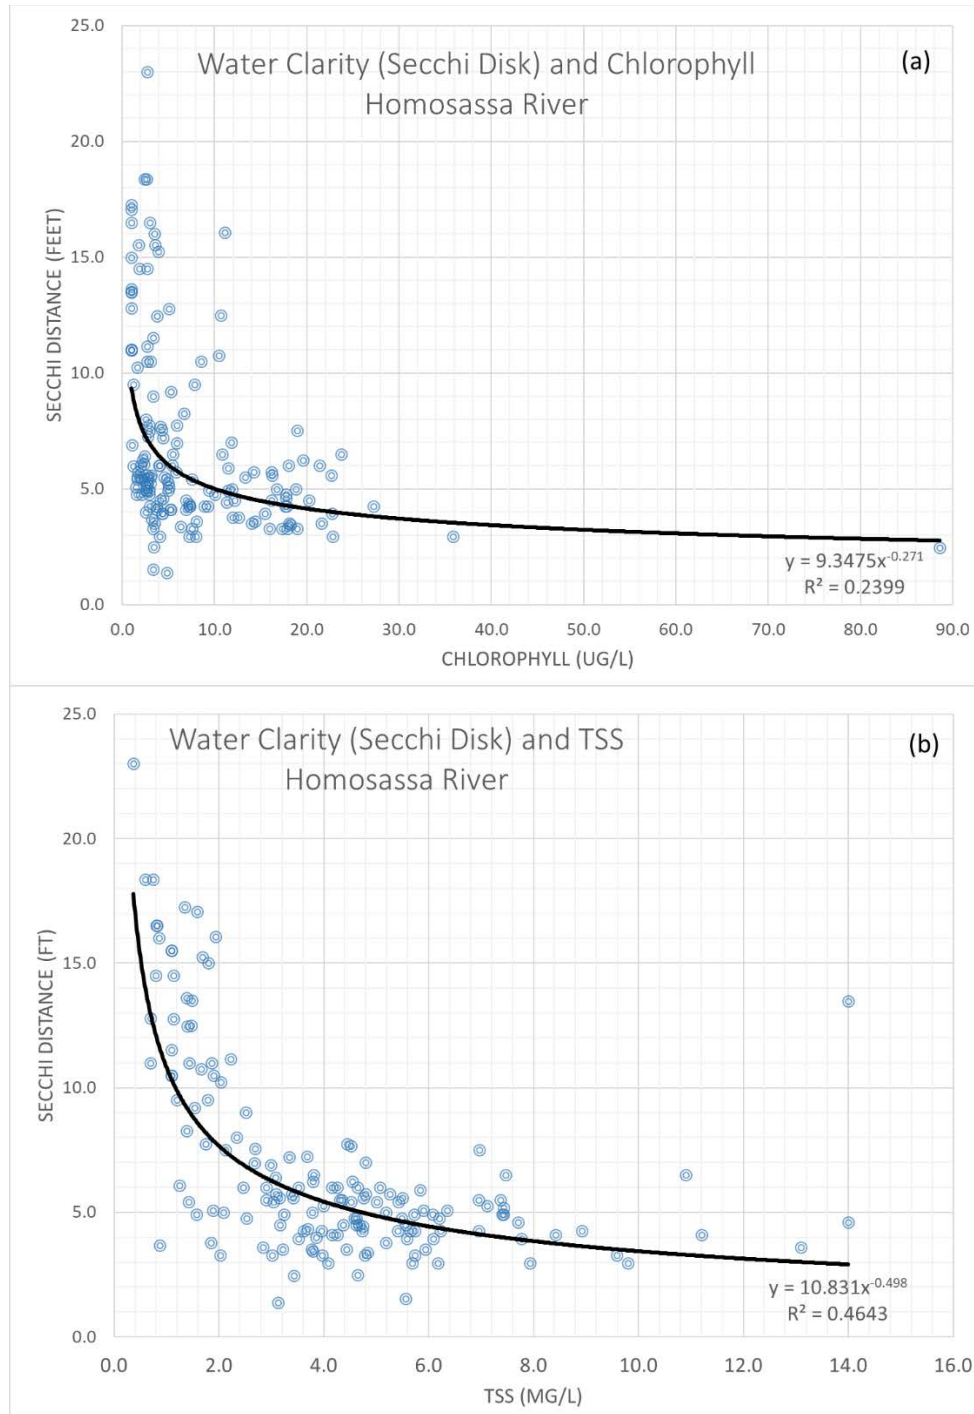 Water Clarity (Secchi Disk) and Chlorophyll
Homosassa River
(a)
SECCHI DISTANCE (FEET)
25.0
20.0
15.0
10.0
5.0
0.0
y = 9.3475x^-0.271
R² = 0.2399
0.0 10.0 20.0 30.0 40.0 50.0 60.0 70.0 80.0 90.0
CHLOROPHYLL (UG/L)
Water Clarity (Secchi Disk) and TSS
Homosassa River
(b)
SECCHI DISTANCE (FT)
25.0
20.0
15.0
10.0
5.0
0.0
y = 10.831x^-0.498
R² = 0.4643
0.0 2.0 4.0 6.0 8.0 10.0 12.0 14.0 16.0
TSS (MG/L)